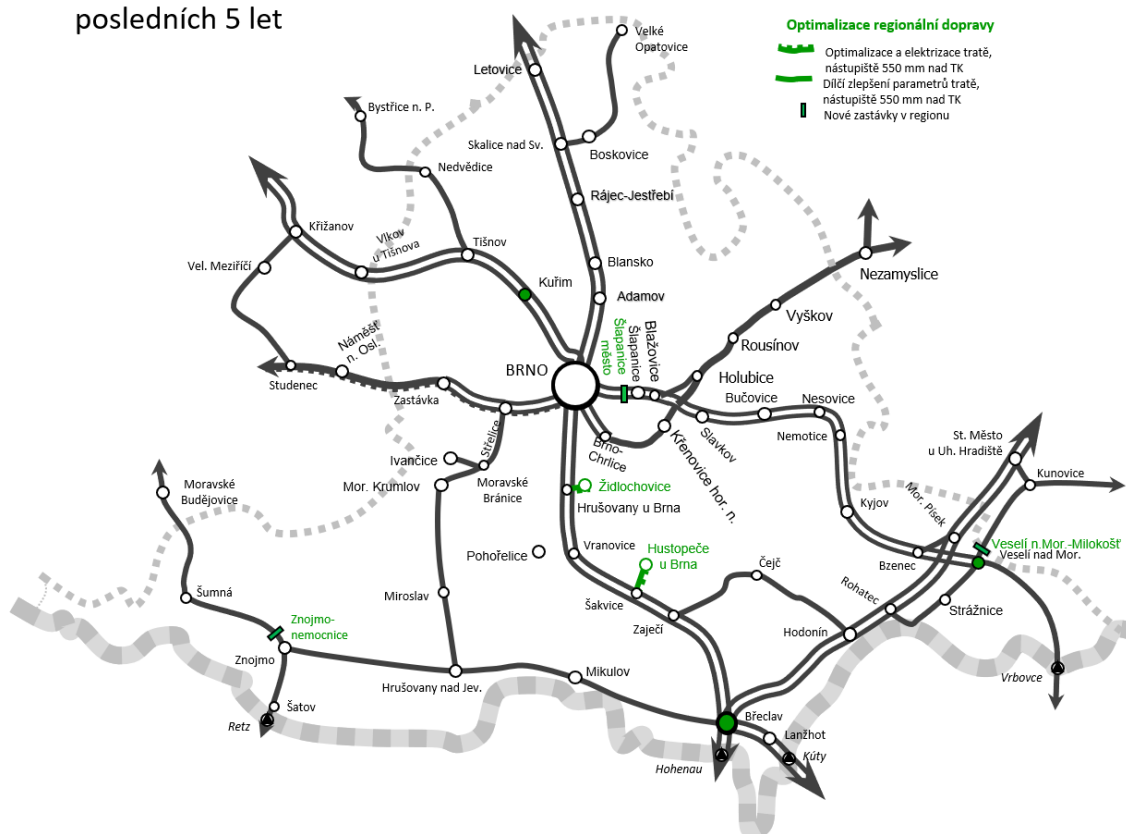 posledních 5 let
Optimalizace regionální dopravy
Optimalizace a elektrizace tratě,
nástupiště 550 mm nad TK
Dílčí zlepšení parametrů tratě,
nástupiště 550 mm nad TK
Nové zastávky v regionu
Velké
Opatovice
Letovice
Bystřice n. P.
Skalice nad Sv.
Boskovice
Nedvědice
Rájec-Jestřebí
Křižanov
Vlkov
u Tišnova
Tišnov
Vel. Meziříčí
Kuřim
Blansko
Adamov
Nezamyslice
Vyškov
Rousínov
Náměšť
n. Osl.
Studenec
Zastávka
BRNO
Šlapanice
město
Šlapanice
Blažovice
Holubice
Bučovice
Nesovice
Nemotice
Slavkov
Střelice
Brno-
Chrlice
Křenovice hor. n.
St. Město
u Uh. Hradiště
Kunovice
Ivančice
Moravské
Bránice
Mor. Krumlov
Moravské
Budějovice
Židlochovice
Hrušovany u Brna
Kyjov
Mor. Písek
Veselí n.Mor.-Milokošť
Veselí nad Mor.
Bzenec
Pohořelice
Vranovice
Hustopeče
u Brna
Čejč
Rohatec
Strážnice
Šumná
Miroslav
Šakvice
Zaječí
Hodonín
Znojmo-
nemocnice
Znojmo
Hrušovany nad Jev.
Mikulov
Vrbovce
Šatov
Retz
Břeclav
Lanžhot
Hohenau
Kúty